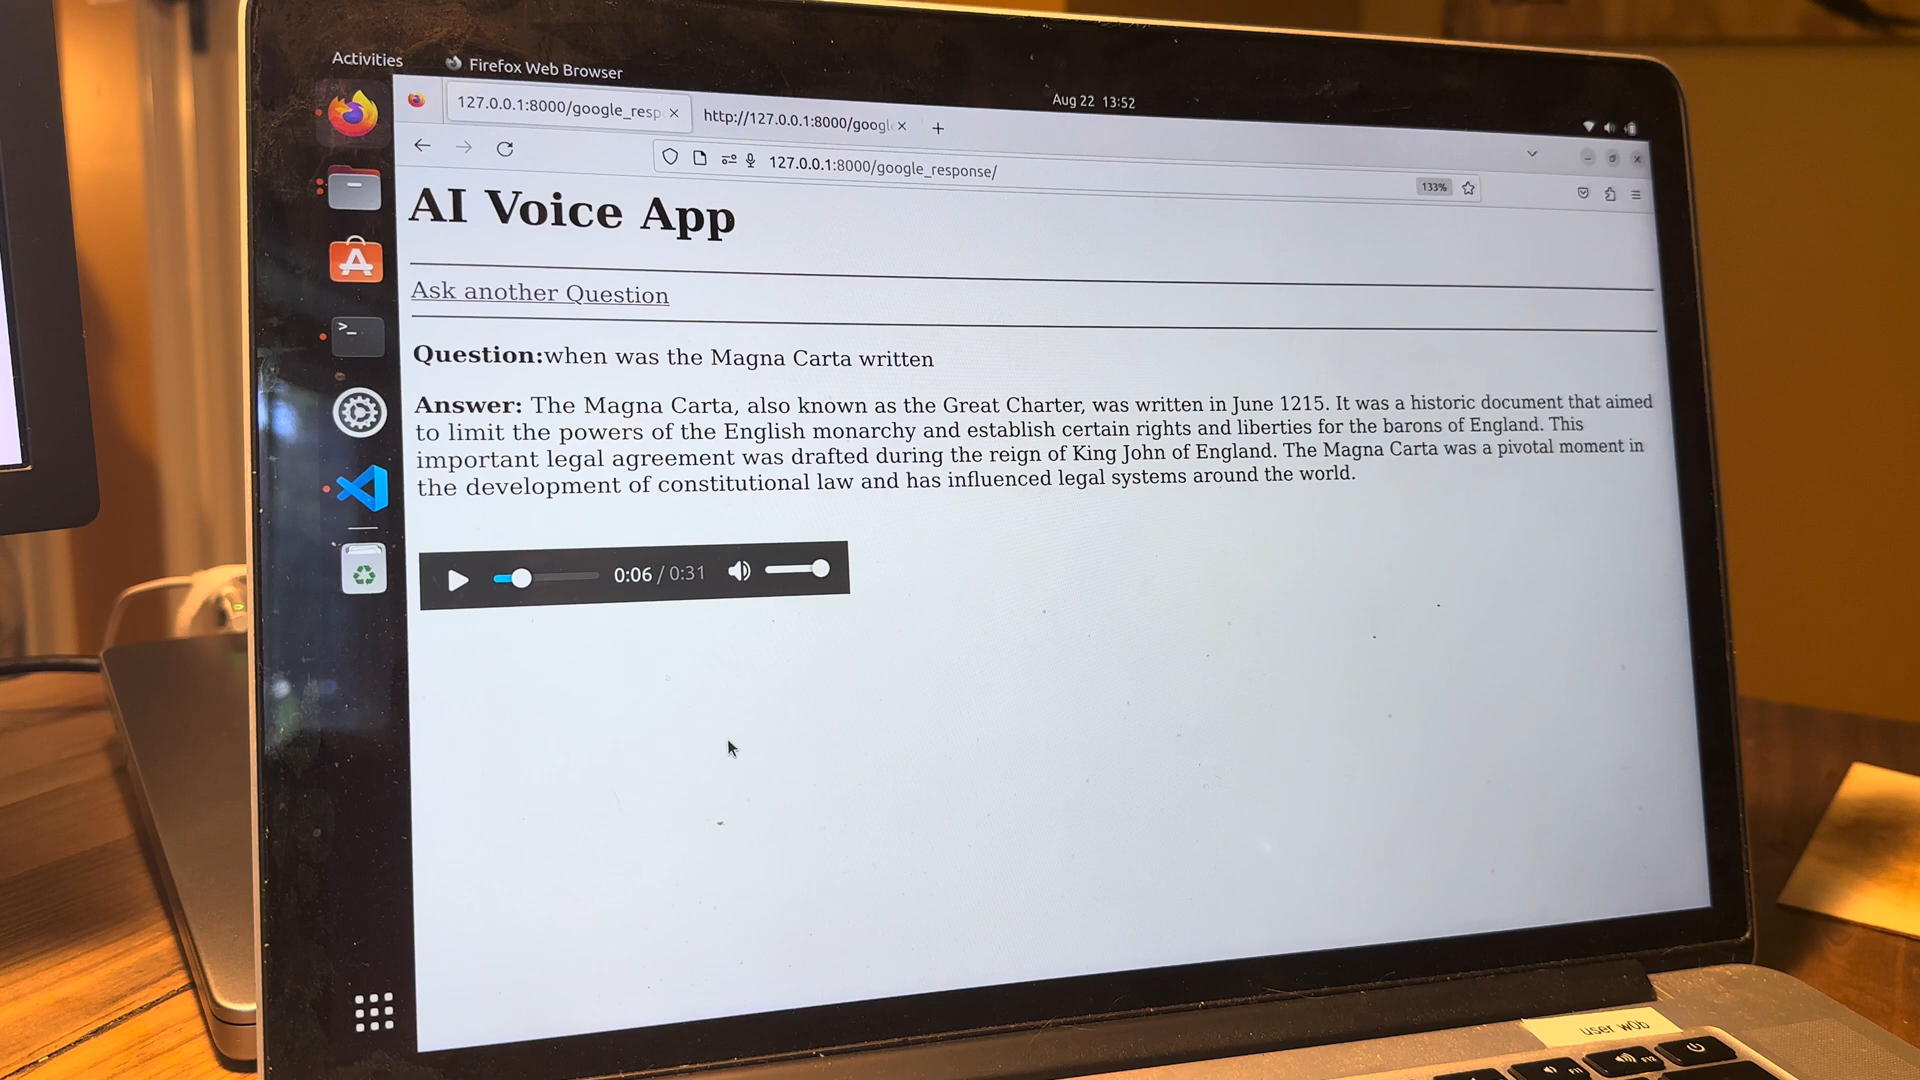 Activities Firefox Web Browser
Aug 22 13:52
127.0.0.1:8000/google_resp
http://127.0.0.1:8000/googl
127.0.0.1:8000/google_response/
133%
AI Voice App
Ask another Question
Question:when was the Magna Carta written
Answer: The Magna Carta, also known as the Great Charter, was written in June 1215. It was a historic document that aimed
to limit the powers of the English monarchy and establish certain rights and liberties for the barons of England. This
important legal agreement was drafted during the reign of King John of England. The Magna Carta was a pivotal moment in
the development of constitutional law and has influenced legal systems around the world.
0:06 / 0:31
user w0b
F11
F12